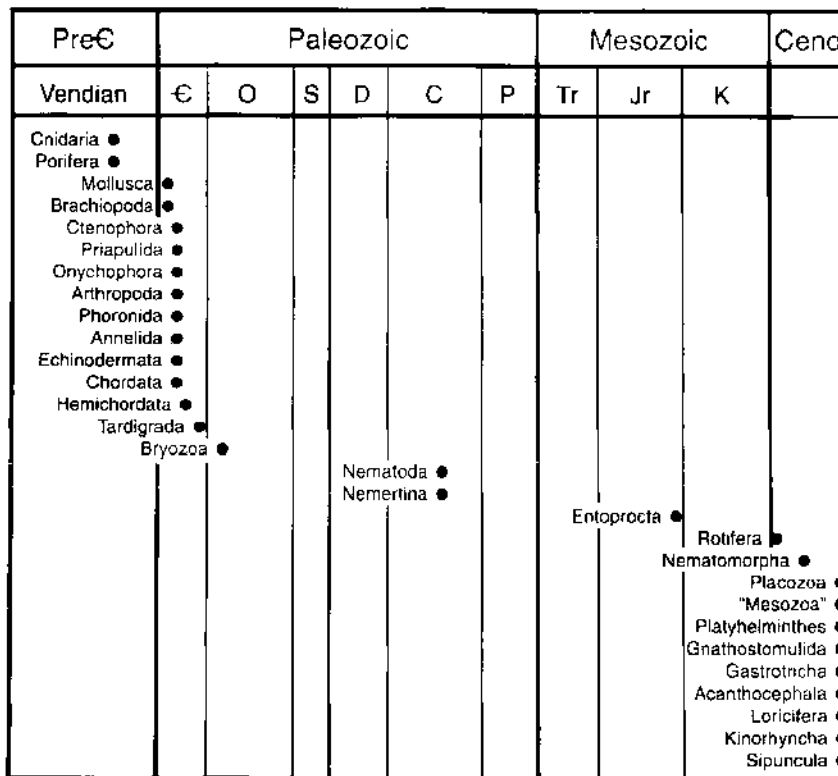 Pre-Є Paleozoic Mesozoic Ceno
Vendian Є O S D C P Tr Jr K
Cnidaria
Porifera
Mollusca
Brachiopoda
Ctenophora
Priapulida
Onychophora
Arthropoda
Phoronida
Annelida
Echinodermata
Chordata
Hemichordata
Tardigrada
Bryozoa
Nematoda
Nemertina
Entoprocta
Rotifera
Nematomorpha
Placozoa
"Mesozoa"
Platyhelminthes
Gnathostomulida
Gastrotricha
Acanthocephala
Loricifera
Kinorhyncha
Sipuncula